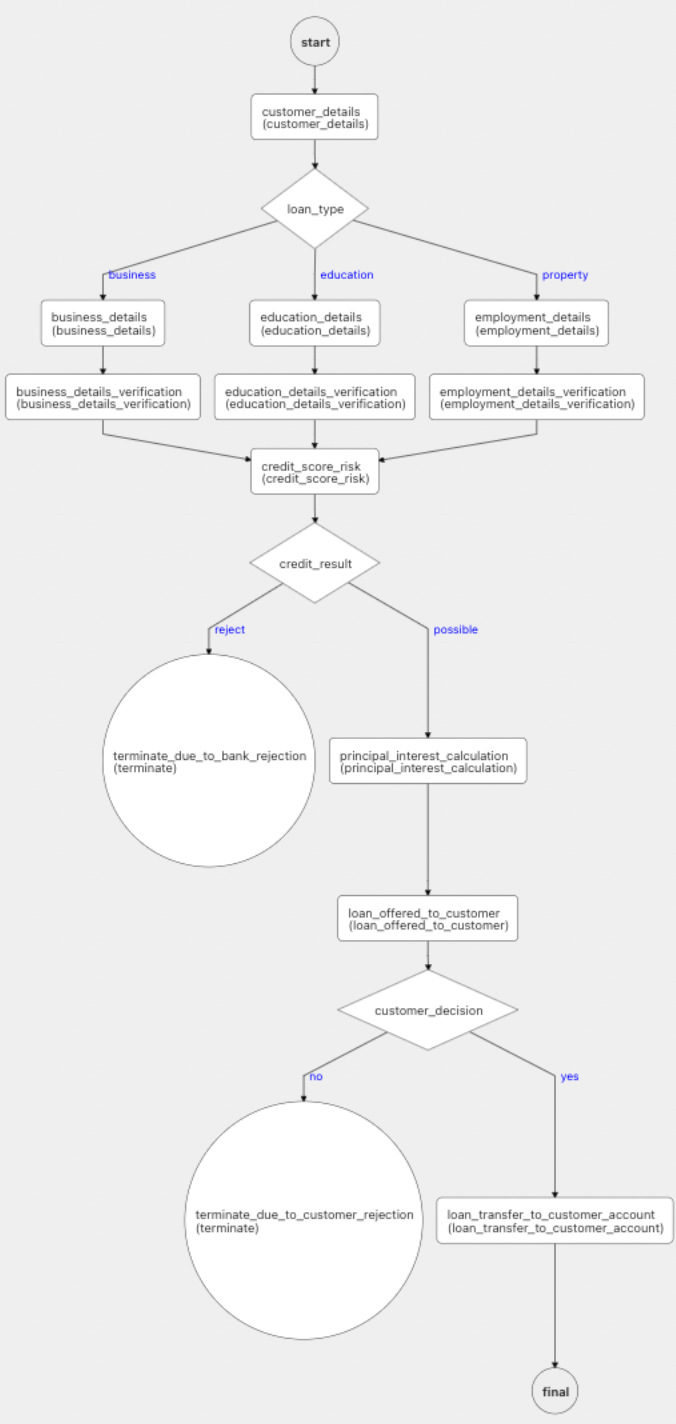 start
customer_details
(customer_details)
loan_type
business
education
property
business_details
(business_details)
education_details
(education_details)
employment_details
(employment_details)
business_details_verification
(business_details_verification)
education_details_verification
(education_details_verification)
employment_details_verification
(employment_details_verification)
credit_score_risk
(credit_score_risk)
credit_result
reject
possible
terminate_due_to_bank_rejection
(terminate)
principal_interest_calculation
(principal_interest_calculation)
loan_offered_to_customer
(loan_offered_to_customer)
customer_decision
no
yes
terminate_due_to_customer_rejection
(terminate)
loan_transfer_to_customer_account
(loan_transfer_to_customer_account)
final